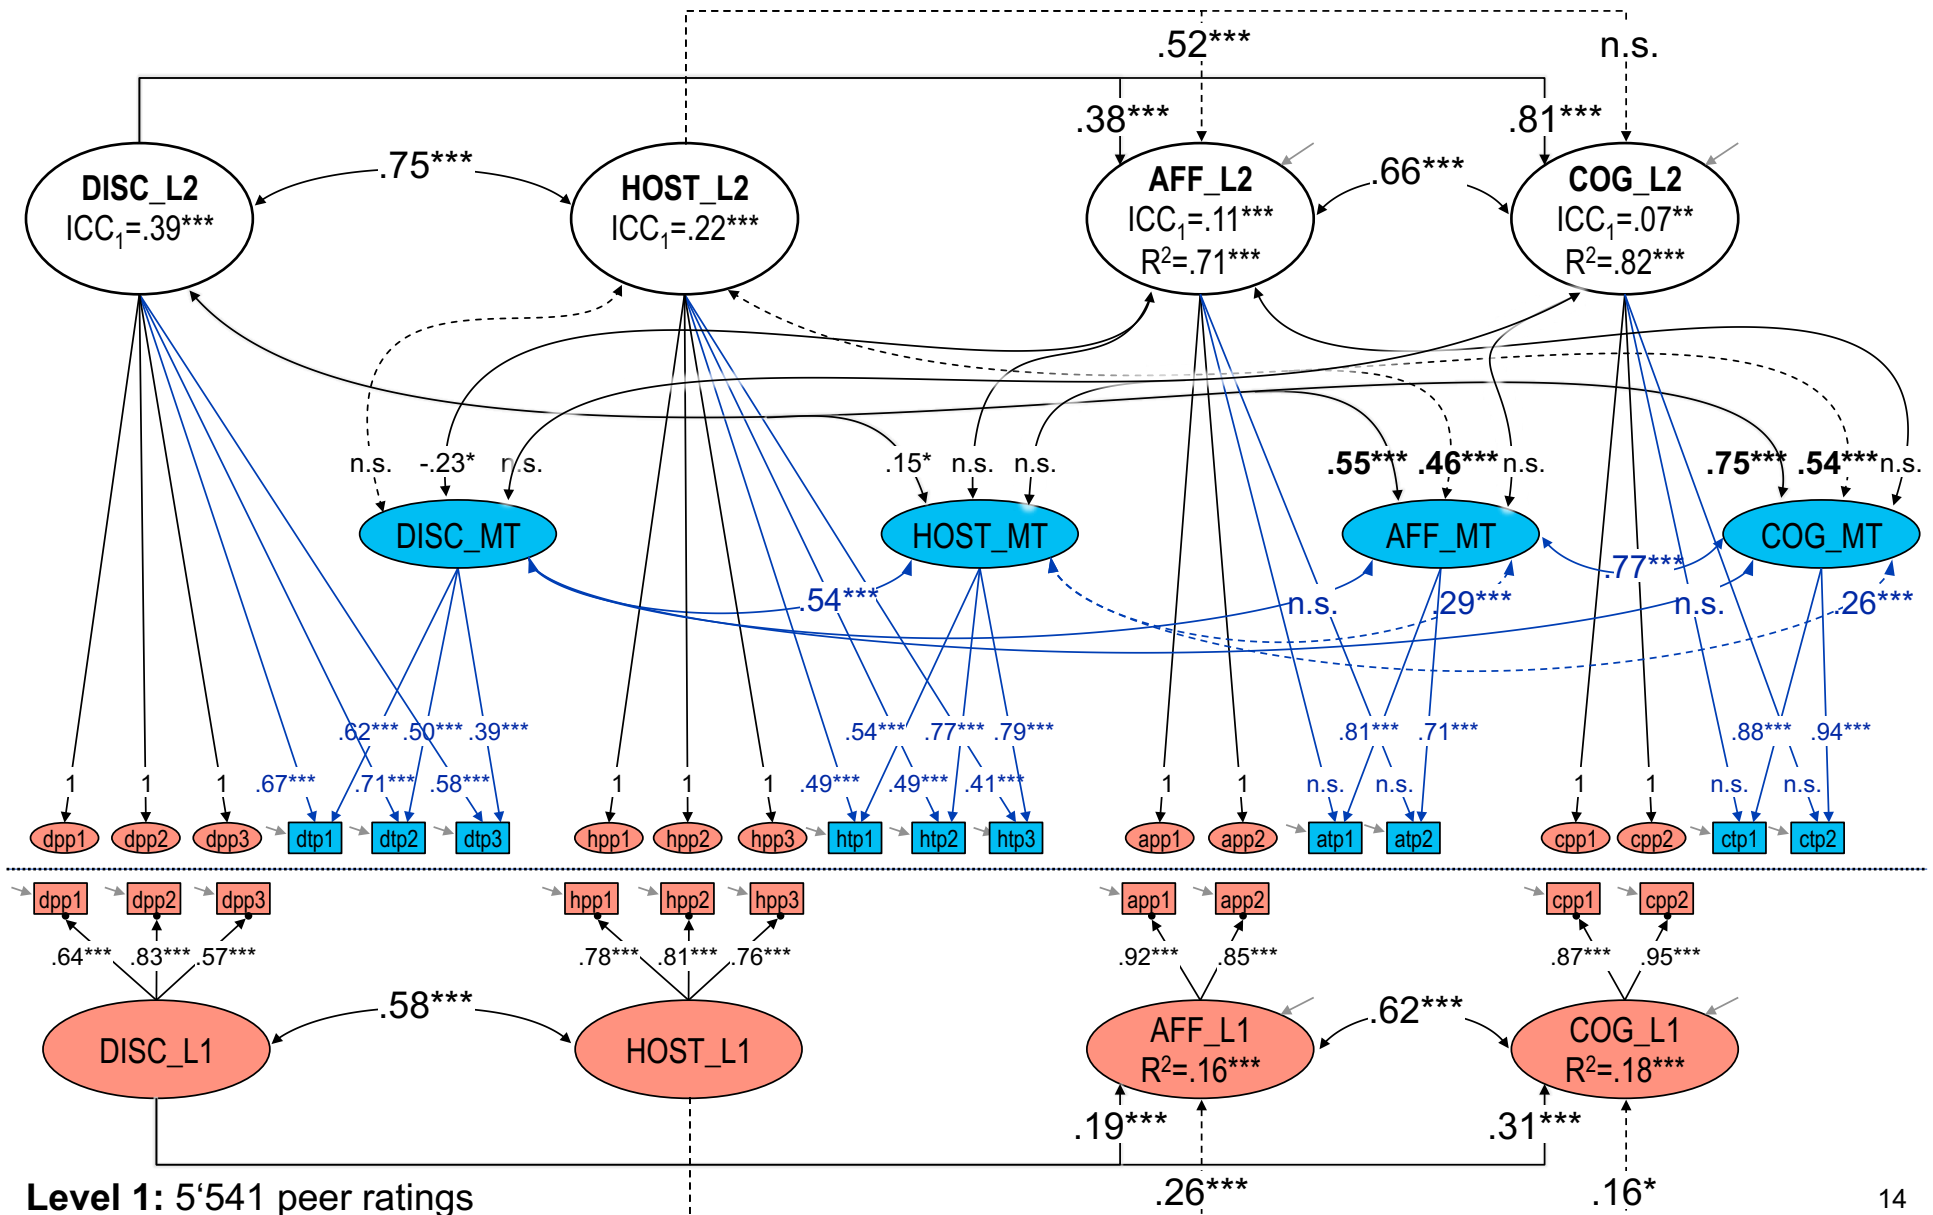 .52*** n.s.
.38*** .81***
.75*** .66***
DISC_L2 HOST_L2 AFF_L2 COG_L2
ICC1=.39*** ICC1=.22*** ICC1=.11*** ICC1=.07**
R2=.71*** R2=.82***
n.s. -.23* n.s. .15* n.s. n.s. .55*** .46*** n.s. .75*** .54*** n.s.
DISC_MT HOST_MT AFF_MT COG_MT
.77***
.54*** n.s. .29*** n.s. .26***
.62*** .50*** .39*** .54*** .77*** .79*** .81*** .71*** .88*** .94***
1 1 1 .67*** .71*** .58*** 1 1 1 .49*** .49*** .41*** 1 1 n.s. n.s. 1 1 n.s. n.s.
dpp1 dpp2 dpp3 dtp1 dtp2 dtp3 hpp1 hpp2 hpp3 htp1 htp2 htp3 app1 app2 atp1 atp2 cpp1 cpp2 ctp1 ctp2
dpp1 dpp2 dpp3 hpp1 hpp2 hpp3 app1 app2 cpp1 cpp2
.64*** .83*** .57*** .78*** .81*** .76*** .92*** .85*** .87*** .95***
.58*** .62***
DISC_L1 HOST_L1 AFF_L1 COG_L1
R2=.16*** R2=.18***
.19*** .31***
Level 1: 5‘541 peer ratings .26*** .16* 14